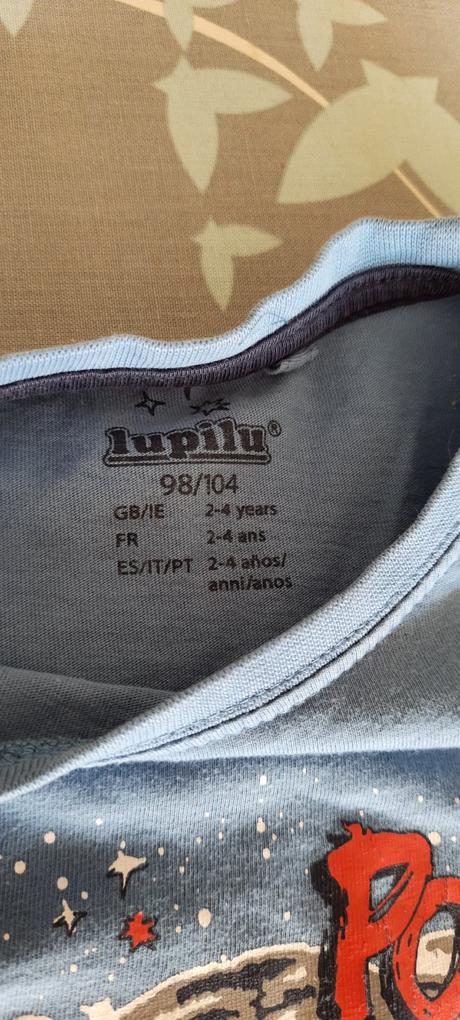 lupilu®
98/104
GB/IE 2-4 years
FR 2-4 ans
ES/IT/PT 2-4 años/
anni/anos
PO